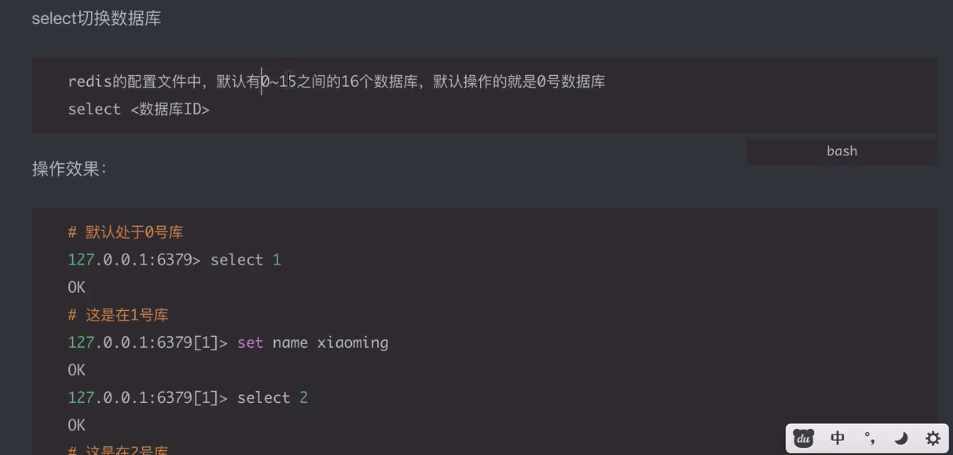 select切换数据库
redis的配置文件中，默认有0~15之间的16个数据库，默认操作的就是0号数据库
select <数据库ID>
bash
操作效果：
# 默认处于0号库
127.0.0.1:6379> select 1
OK
# 这是在1号库
127.0.0.1:6379[1]> set name xiaoming
OK
127.0.0.1:6379[1]> select 2
OK
# 这是在2号库
du 中 °,